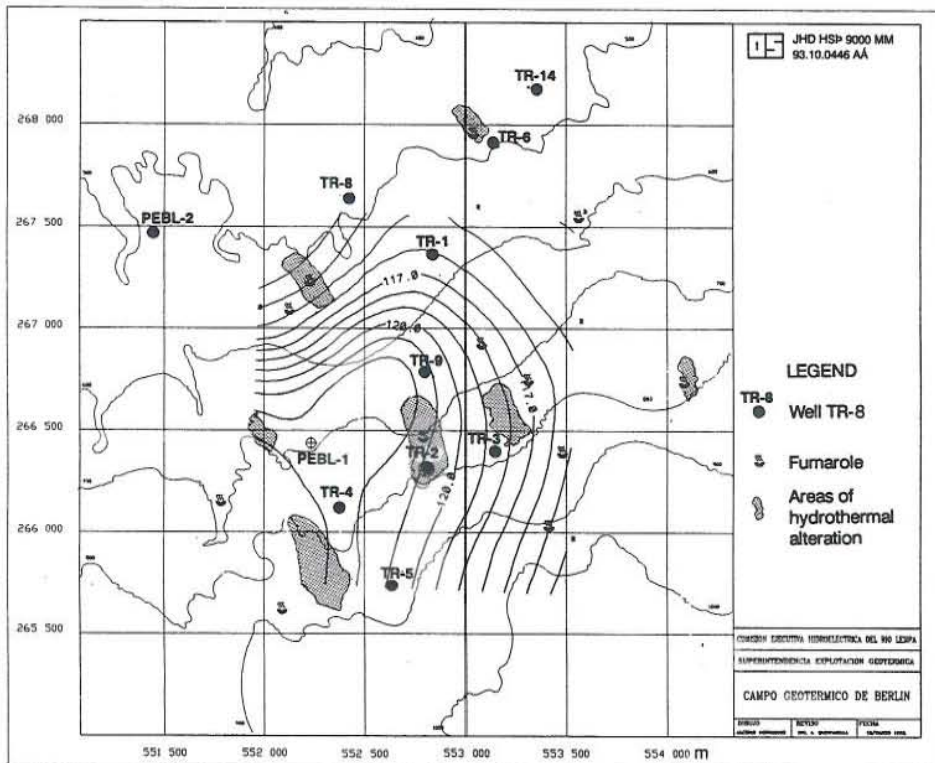 JHD HSÞ 9000 MM
93.10.0446 AÁ
TR-14
268 000
TR-6
TR-8
267 500
PEBL-2
TR-1
117.0
267 000
120.0
TR-9
LEGEND
TR-8
Well TR-8
117.0
266 500
PEBL-1
TR-2
TR-3
Fumarole
120.0
TR-4
Areas of
hydrothermal
alteration
266 000
TR-5
265 500
COMISION EJECUTIVA HIDROELECTRICA DEL RIO LEMPA
SUPERINTENDENCIA EXPLOTACION GEOTERMICA
CAMPO GEOTERMICO DE BERLIN
551 500
552 000
552 500
553 000
553 500
554 000 m